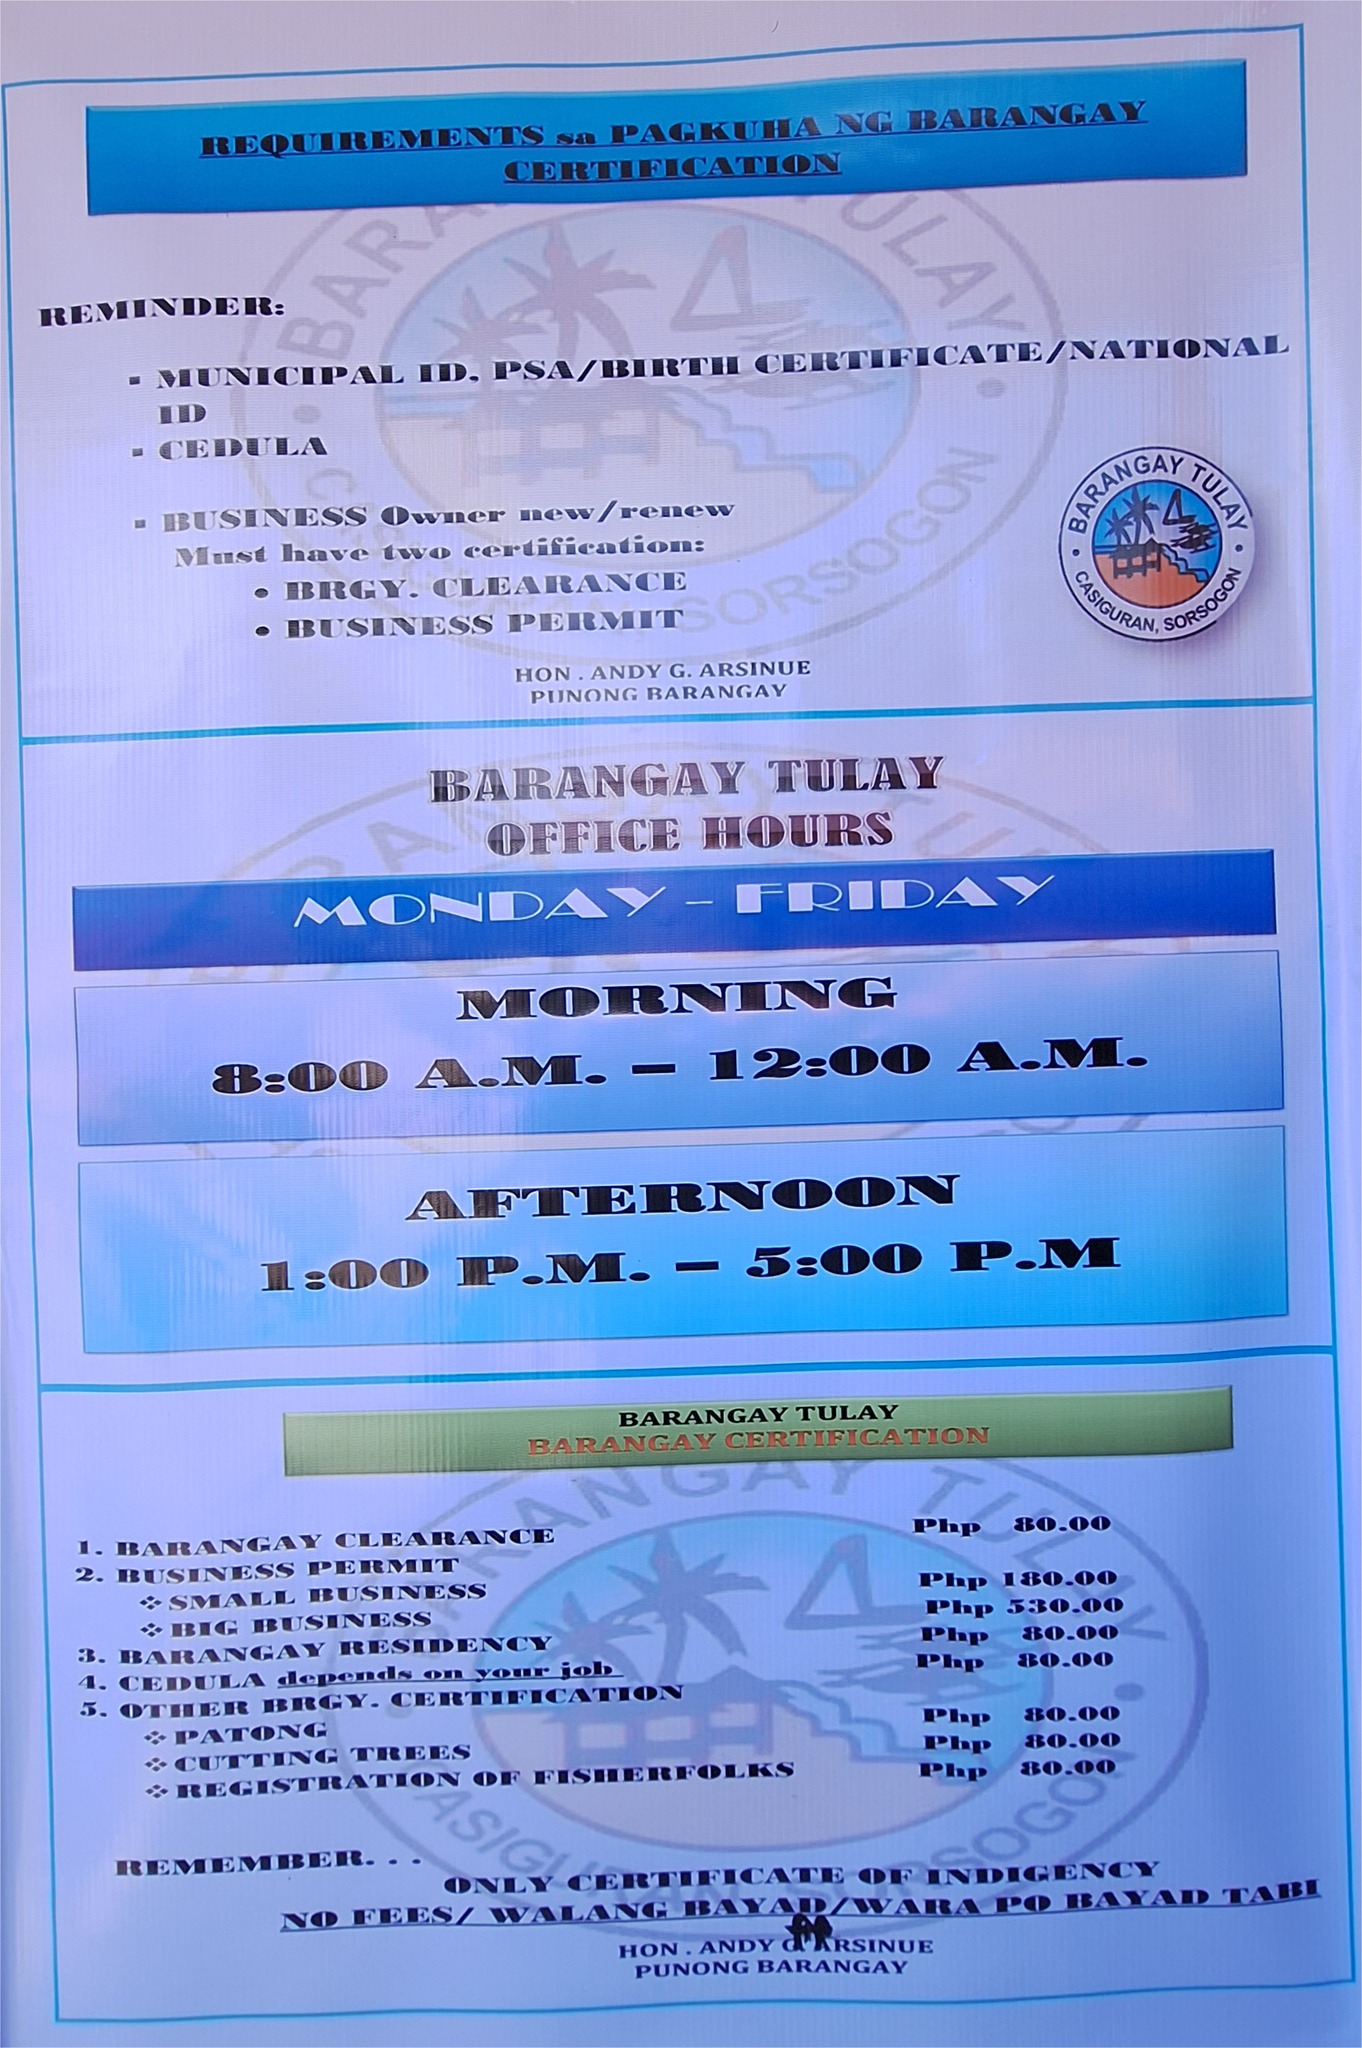 REQUIREMENTS sa PAGKUHA NG BARANGAY
CERTIFICATION
REMINDER:
▪ MUNICIPAL ID. PSA/BIRTH CERTIFICATE/NATIONAL
ID
▪ CEDULA
▪ BUSINESS Owner new/renew
Must have two certification:
• BRGY. CLEARANCE
• BUSINESS PERMIT
BARANGAY TULAY
CASIGURAN, SORSOGON
HON . ANDY G. ARSINUE
PUNONG BARANGAY
BARANGAY TULAY
OFFICE HOURS
MONDAY – FRIDAY
MORNING
8:00 A.M. – 12:00 A.M.
AFTERNOON
1:00 P.M. – 5:00 P.M
BARANGAY TULAY
BARANGAY CERTIFICATION
1. BARANGAY CLEARANCE Php 80.00
2. BUSINESS PERMIT
❖ SMALL BUSINESS Php 180.00
❖ BIG BUSINESS Php 530.00
3. BARANGAY RESIDENCY Php 80.00
4. CEDULA depends on your job Php 80.00
5. OTHER BRGY. CERTIFICATION
❖ PATONG Php 80.00
❖ CUTTING TREES Php 80.00
❖ REGISTRATION OF FISHERFOLKS Php 80.00
REMEMBER. . .
ONLY CERTIFICATE OF INDIGENCY
NO FEES/ WALANG BAYAD/WARA PO BAYAD TABI
HON . ANDY G. ARSINUE
PUNONG BARANGAY